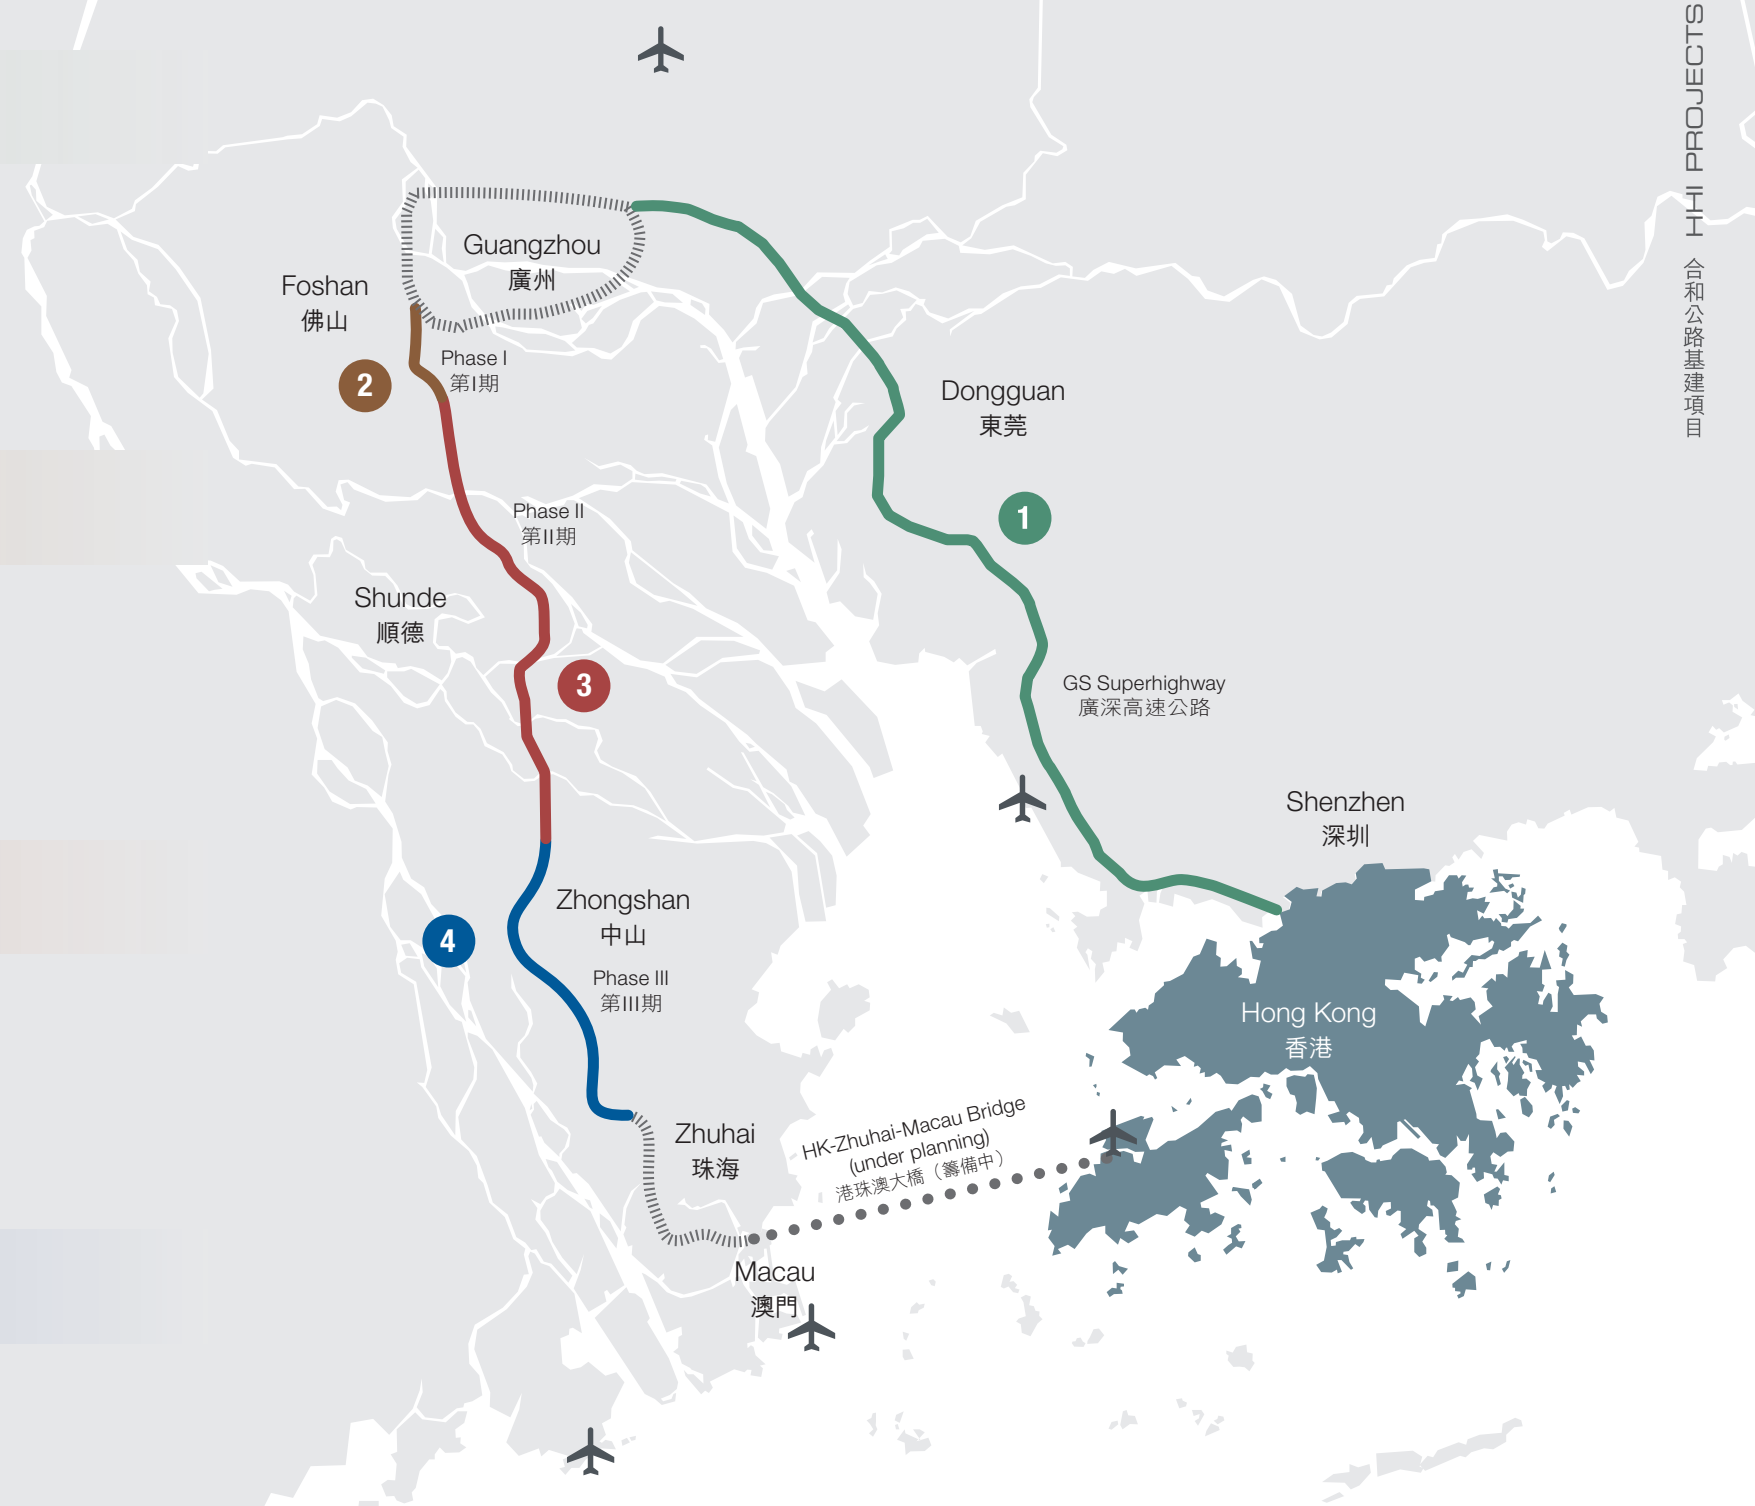 HHI PROJECTS 合和公路基建項目
Guangzhou
廣州
Foshan
佛山
Phase I
第I期
2
Dongguan
東莞
1
Phase II
第II期
Shunde
順德
3
GS Superhighway
廣深高速公路
Shenzhen
深圳
Zhongshan
中山
4
Phase III
第III期
Hong Kong
香港
HK-Zhuhai-Macau Bridge
(under planning)
港珠澳大橋（籌備中）
Zhuhai
珠海
Macau
澳門